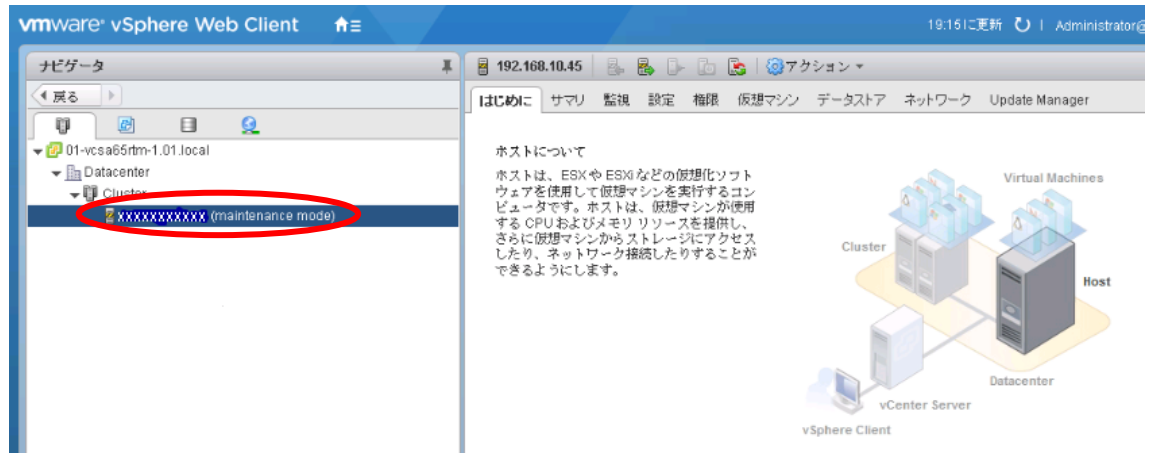 vmware® vSphere Web Client
19:15に更新 | Administrator@
ナビゲータ
戻る
01-vcsa65rtm-1.01.local
Datacenter
Cluster
xxxxxxxxxxx (maintenance mode)
192.168.10.45 アクション
はじめに サマリ 監視 設定 権限 仮想マシン データストア ネットワーク Update Manager
ホストについて
ホストは、ESX や ESXi などの仮想化ソフト
ウェアを使用して仮想マシンを実行するコン
ピュータです。ホストは、仮想マシンが使用
する CPU およびメモリ リソースを提供し、
さらに仮想マシンからストレージにアクセス
したり、ネットワーク接続したりすることが
できるようにします。
Virtual Machines
Cluster
Host
Datacenter
vCenter Server
vSphere Client